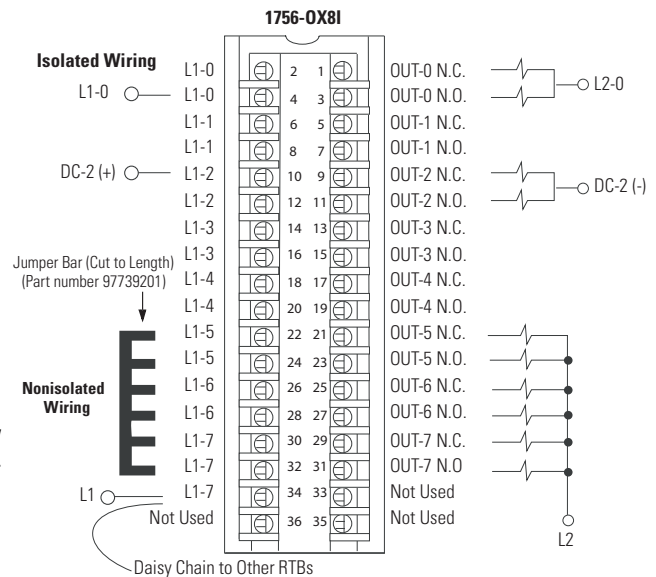 1756-OX8I
Isolated Wiring
L1-0 2 1 OUT-0 N.C.
L1-0 L1-0 4 3 OUT-0 N.O. L2-0
L1-1 6 5 OUT-1 N.C.
L1-1 8 7 OUT-1 N.O.
DC-2 (+) L1-2 10 9 OUT-2 N.C. DC-2 (-)
L1-2 12 11 OUT-2 N.O.
L1-3 14 13 OUT-3 N.C.
L1-3 16 15 OUT-3 N.O.
Jumper Bar (Cut to Length)
(Part number 97739201)
L1-4 18 17 OUT-4 N.C.
L1-4 20 19 OUT-4 N.O.
L1-5 22 21 OUT-5 N.C.
L1-5 24 23 OUT-5 N.O.
Nonisolated
Wiring
L1-6 26 25 OUT-6 N.C.
L1-6 28 27 OUT-6 N.O.
L1-7 30 29 OUT-7 N.C.
L1-7 32 31 OUT-7 N.O
L1 L1-7 34 33 Not Used
Not Used 36 35 Not Used
L2
Daisy Chain to Other RTBs